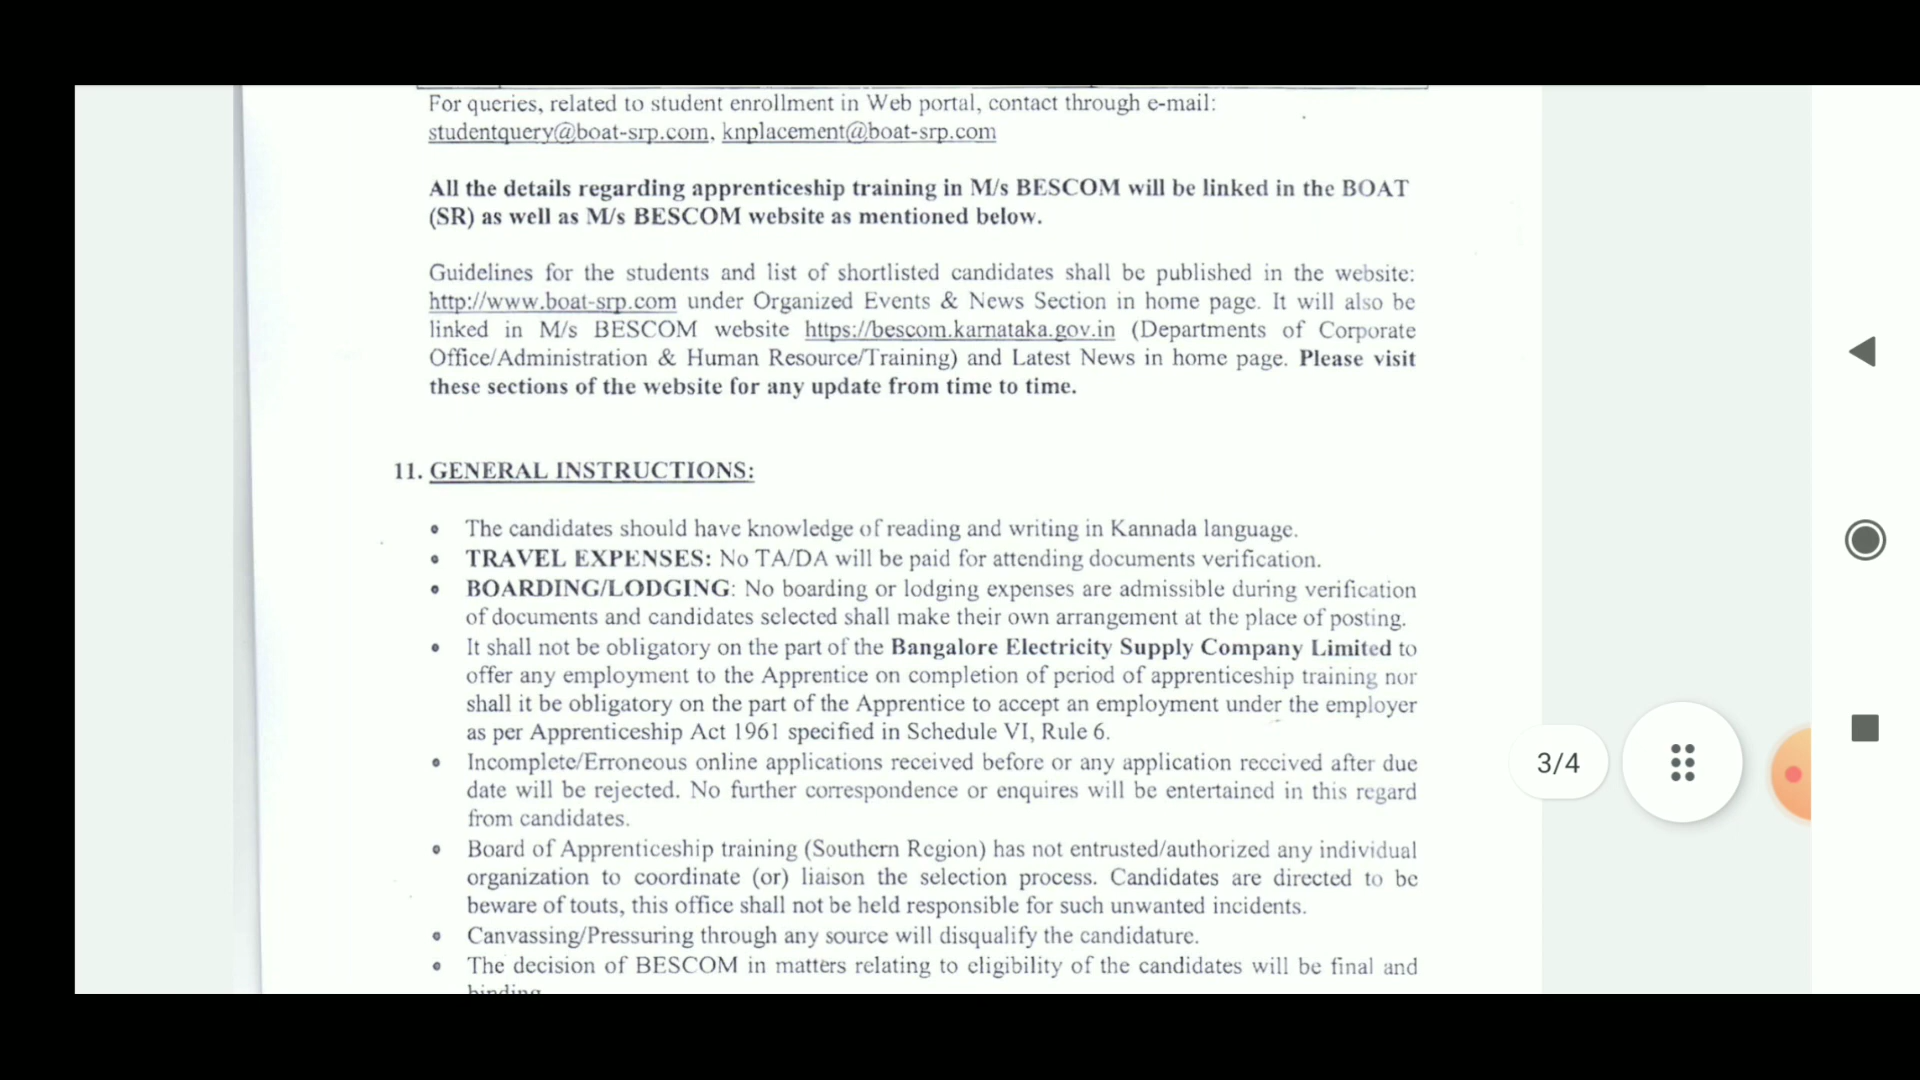 For queries, related to student enrollment in Web portal, contact through e-mail:
studentquery@boat-srp.com, knplacement@boat-srp.com
All the details regarding apprenticeship training in M/s BESCOM will be linked in the BOAT
(SR) as well as M/s BESCOM website as mentioned below.
Guidelines for the students and list of shortlisted candidates shall be published in the website:
http://www.boat-srp.com under Organized Events & News Section in home page. It will also be
linked in M/s BESCOM website https://bescom.karnataka.gov.in (Departments of Corporate
Office/Administration & Human Resource/Training) and Latest News in home page. Please visit
these sections of the website for any update from time to time.
11. GENERAL INSTRUCTIONS:
• The candidates should have knowledge of reading and writing in Kannada language.
• TRAVEL EXPENSES: No TA/DA will be paid for attending documents verification.
• BOARDING/LODGING: No boarding or lodging expenses are admissible during verification
of documents and candidates selected shall make their own arrangement at the place of posting.
• It shall not be obligatory on the part of the Bangalore Electricity Supply Company Limited to
offer any employment to the Apprentice on completion of period of apprenticeship training nor
shall it be obligatory on the part of the Apprentice to accept an employment under the employer
as per Apprenticeship Act 1961 specified in Schedule VI, Rule 6.
• Incomplete/Erroneous online applications received before or any application received after due
date will be rejected. No further correspondence or enquires will be entertained in this regard
from candidates.
• Board of Apprenticeship training (Southern Region) has not entrusted/authorized any individual
organization to coordinate (or) liaison the selection process. Candidates are directed to be
beware of touts, this office shall not be held responsible for such unwanted incidents.
• Canvassing/Pressuring through any source will disqualify the candidature.
• The decision of BESCOM in matters relating to eligibility of the candidates will be final and
binding
3/4